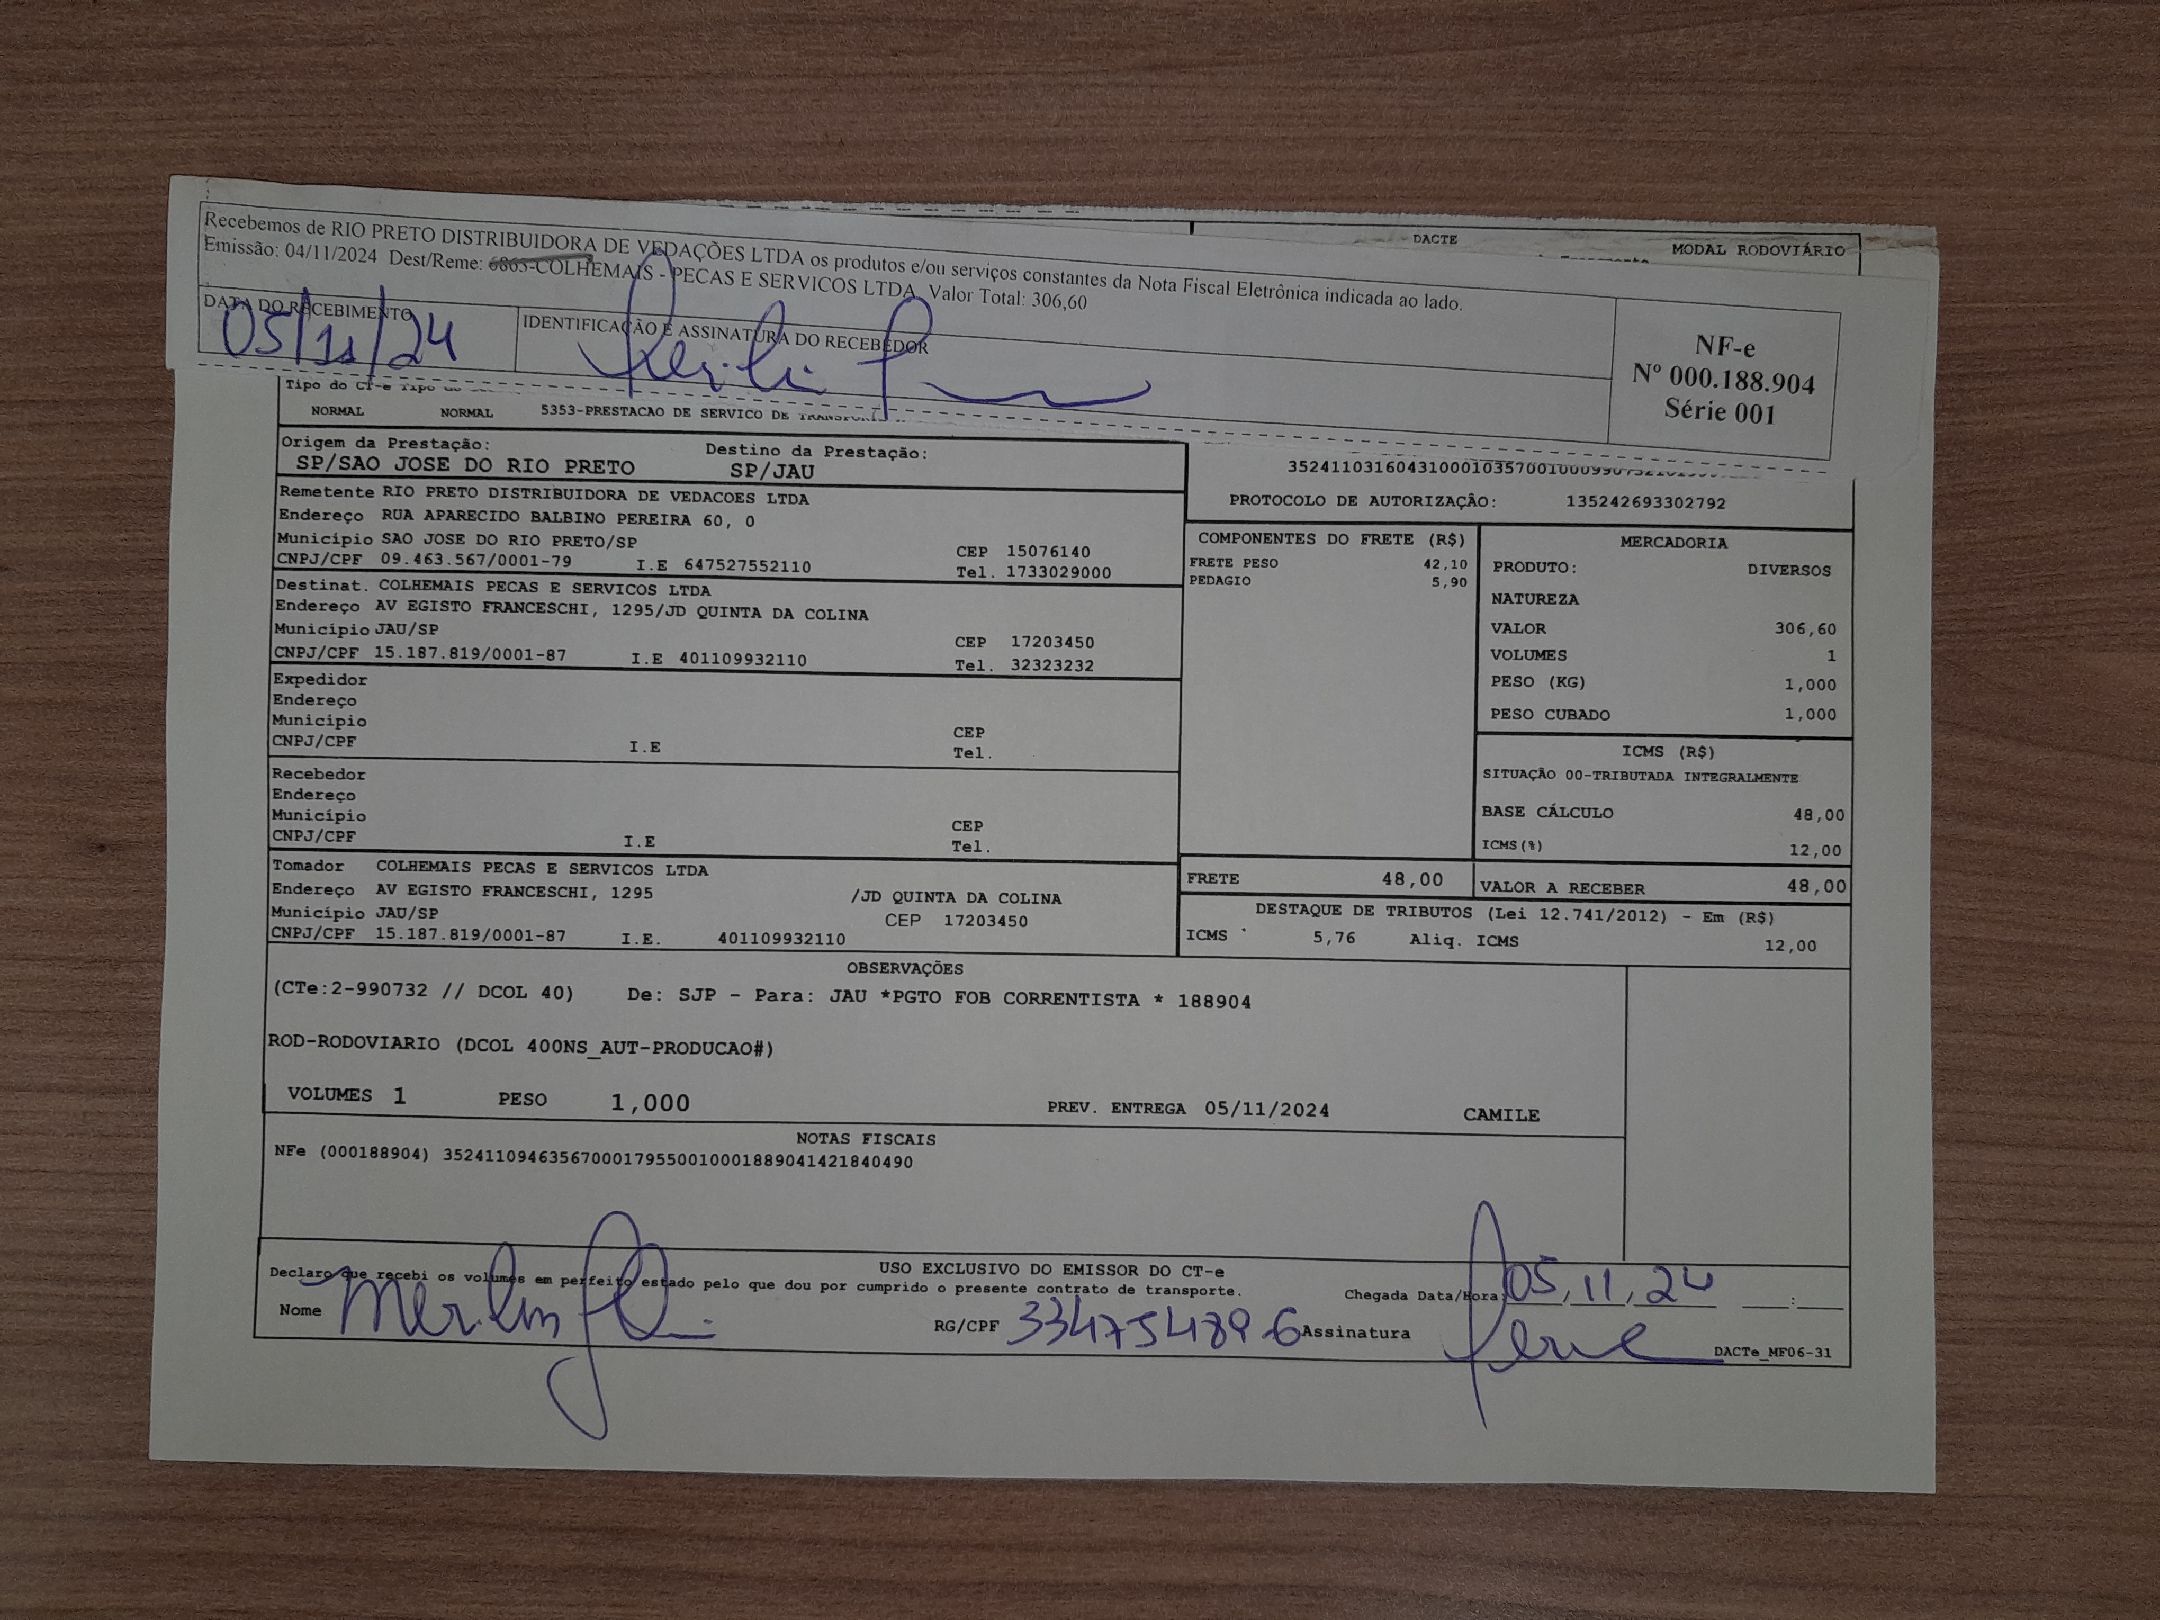 Recebemos de RIO PRETO DISTRIBUIDORA DE VEDAÇÕES LTDA os produtos e/ou serviços constantes da Nota Fiscal Eletrônica indicada ao lado.
Emissão: 04/11/2024 Dest/Reme: 6865-COLHEMAIS - PECAS E SERVICOS LTDA Valor Total: 306,60
DATA DO RECEBIMENTO
05/11/24
IDENTIFICAÇÃO E ASSINATURA DO RECEBEDOR
NF-e
Nº 000.188.904
Série 001
DACTE
MODAL RODOVIÁRIO
Tipo do CT-e Tipo do
NORMAL NORMAL 5353-PRESTACAO DE SERVICO DE
Origem da Prestação: Destino da Prestação:
SP/SAO JOSE DO RIO PRETO SP/JAU
Remetente RIO PRETO DISTRIBUIDORA DE VEDACOES LTDA
Endereço RUA APARECIDO BALBINO PEREIRA 60, 0
Município SAO JOSE DO RIO PRETO/SP CEP 15076140
CNPJ/CPF 09.463.567/0001-79 I.E 647527552110 Tel. 1733029000
Destinat. COLHEMAIS PECAS E SERVICOS LTDA
Endereço AV EGISTO FRANCESCHI, 1295/JD QUINTA DA COLINA
Município JAU/SP CEP 17203450
CNPJ/CPF 15.187.819/0001-87 I.E 401109932110 Tel. 32323232
Expedidor
Endereço
Município CEP
CNPJ/CPF I.E Tel.
Recebedor
Endereço
Município CEP
CNPJ/CPF I.E Tel.
Tomador COLHEMAIS PECAS E SERVICOS LTDA
Endereço AV EGISTO FRANCESCHI, 1295 /JD QUINTA DA COLINA
Município JAU/SP CEP 17203450
CNPJ/CPF 15.187.819/0001-87 I.E. 401109932110
PROTOCOLO DE AUTORIZAÇÃO: 135242693302792
COMPONENTES DO FRETE (R$)
FRETE PESO 42,10
PEDAGIO 5,90
MERCADORIA
PRODUTO: DIVERSOS
NATUREZA
VALOR 306,60
VOLUMES 1
PESO (KG) 1,000
PESO CUBADO 1,000
ICMS (R$)
SITUAÇÃO 00-TRIBUTADA INTEGRALMENTE
BASE CÁLCULO 48,00
ICMS(%) 12,00
FRETE 48,00 VALOR A RECEBER 48,00
DESTAQUE DE TRIBUTOS (Lei 12.741/2012) - Em (R$)
ICMS 5,76 Aliq. ICMS 12,00
OBSERVAÇÕES
(CTe:2-990732 // DCOL 40) De: SJP - Para: JAU *PGTO FOB CORRENTISTA * 188904
ROD-RODOVIARIO (DCOL 400NS_AUT-PRODUCAO#)
VOLUMES 1 PESO 1,000 PREV. ENTREGA 05/11/2024 CAMILE
NOTAS FISCAIS
NFe (000188904) 35241109463567000179550010001889041421840490
USO EXCLUSIVO DO EMISSOR DO CT-e
Declaro que recebi os volumes em perfeito estado pelo que dou por cumprido o presente contrato de transporte.
Chegada Data/Hora: 05/11/24 __:__
Nome RG/CPF 33475489-6 Assinatura
DACTe_MF06-31